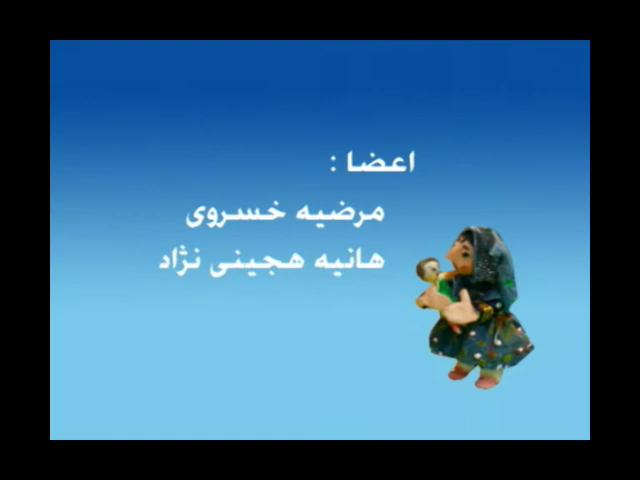 اعضا :
مرضیه خسروی
هانیه هجینی نژاد